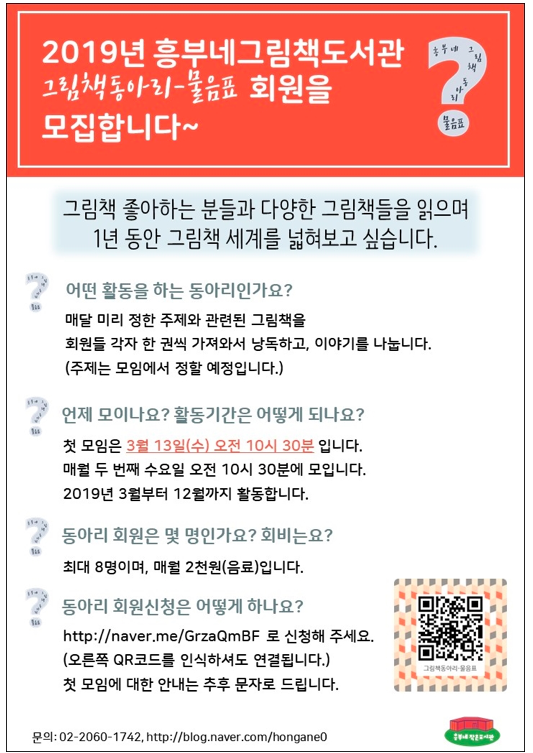 2019년 흥부네그림책도서관
그림책동아리-물음표 회원을
모집합니다~
흥부네 그림책
동아리
물음표
그림책 좋아하는 분들과 다양한 그림책들을 읽으며
1년 동안 그림책 세계를 넓혀보고 싶습니다.
어떤 활동을 하는 동아리인가요?
매달 미리 정한 주제와 관련된 그림책을
회원들 각자 한 권씩 가져와서 낭독하고, 이야기를 나눕니다.
(주제는 모임에서 정할 예정입니다.)
언제 모이나요? 활동기간은 어떻게 되나요?
첫 모임은 3월 13일(수) 오전 10시 30분 입니다.
매월 두 번째 수요일 오전 10시 30분에 모입니다.
2019년 3월부터 12월까지 활동합니다.
동아리 회원은 몇 명인가요? 회비는요?
최대 8명이며, 매월 2천원(음료)입니다.
동아리 회원신청은 어떻게 하나요?
http://naver.me/GrzaQmBF 로 신청해 주세요.
(오른쪽 QR코드를 인식하셔도 연결됩니다.)
첫 모임에 대한 안내는 추후 문자로 드립니다.
그림책동아리-물음표
문의: 02-2060-1742, http://blog.naver.com/hongane0
흥부네작은도서관